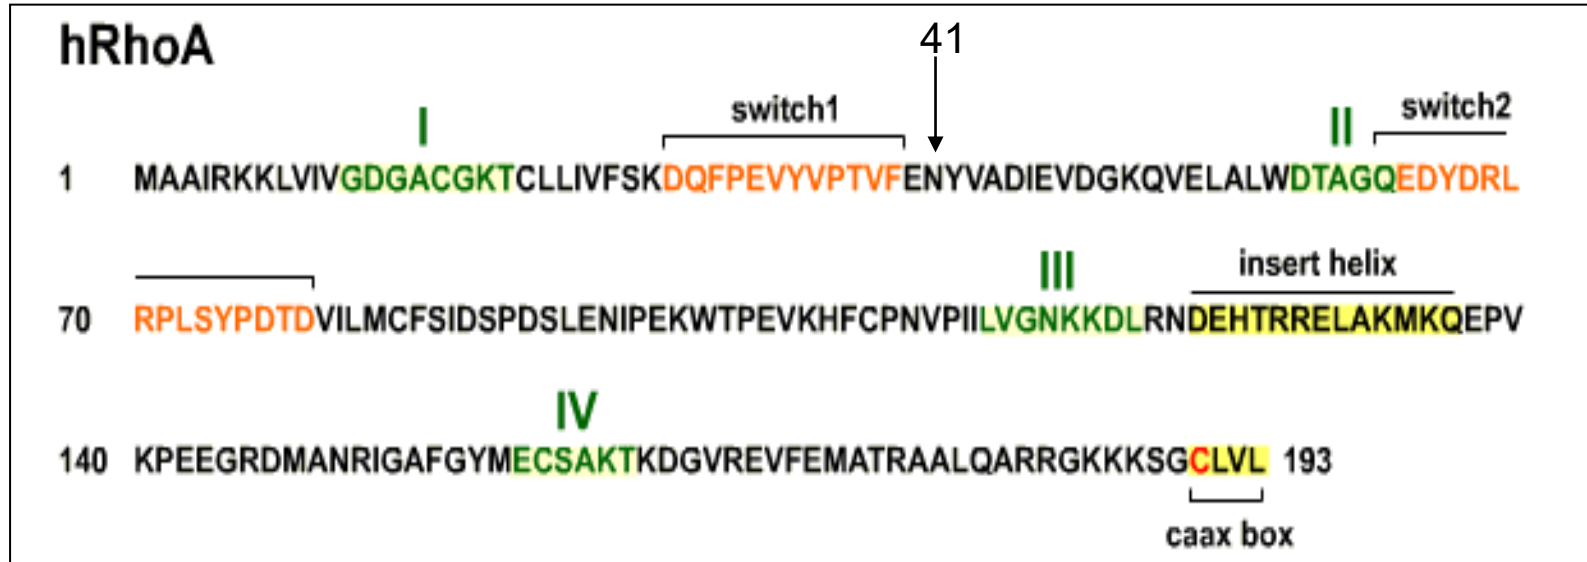 hRhoA
41
I switch1 II switch2
1 MAAIRKKLVIVGDGACGKTCLLIVFSKDQFPEVYVPTVFENYVADIEVDGKQVELALWDTAGQEDYDRL
III insert helix
70 RPLSYPDTDVILMCFSIDSPDSLENIPEKWTPEVKHFCPNVPIILVGNKKDLRNDEHTRRELAKMKQEPV
IV
140 KPEEGRDMANRIGAFGYMECSAKTKDGVREVFEMATRAALQARRGKKKSGCLVL 193
caax box